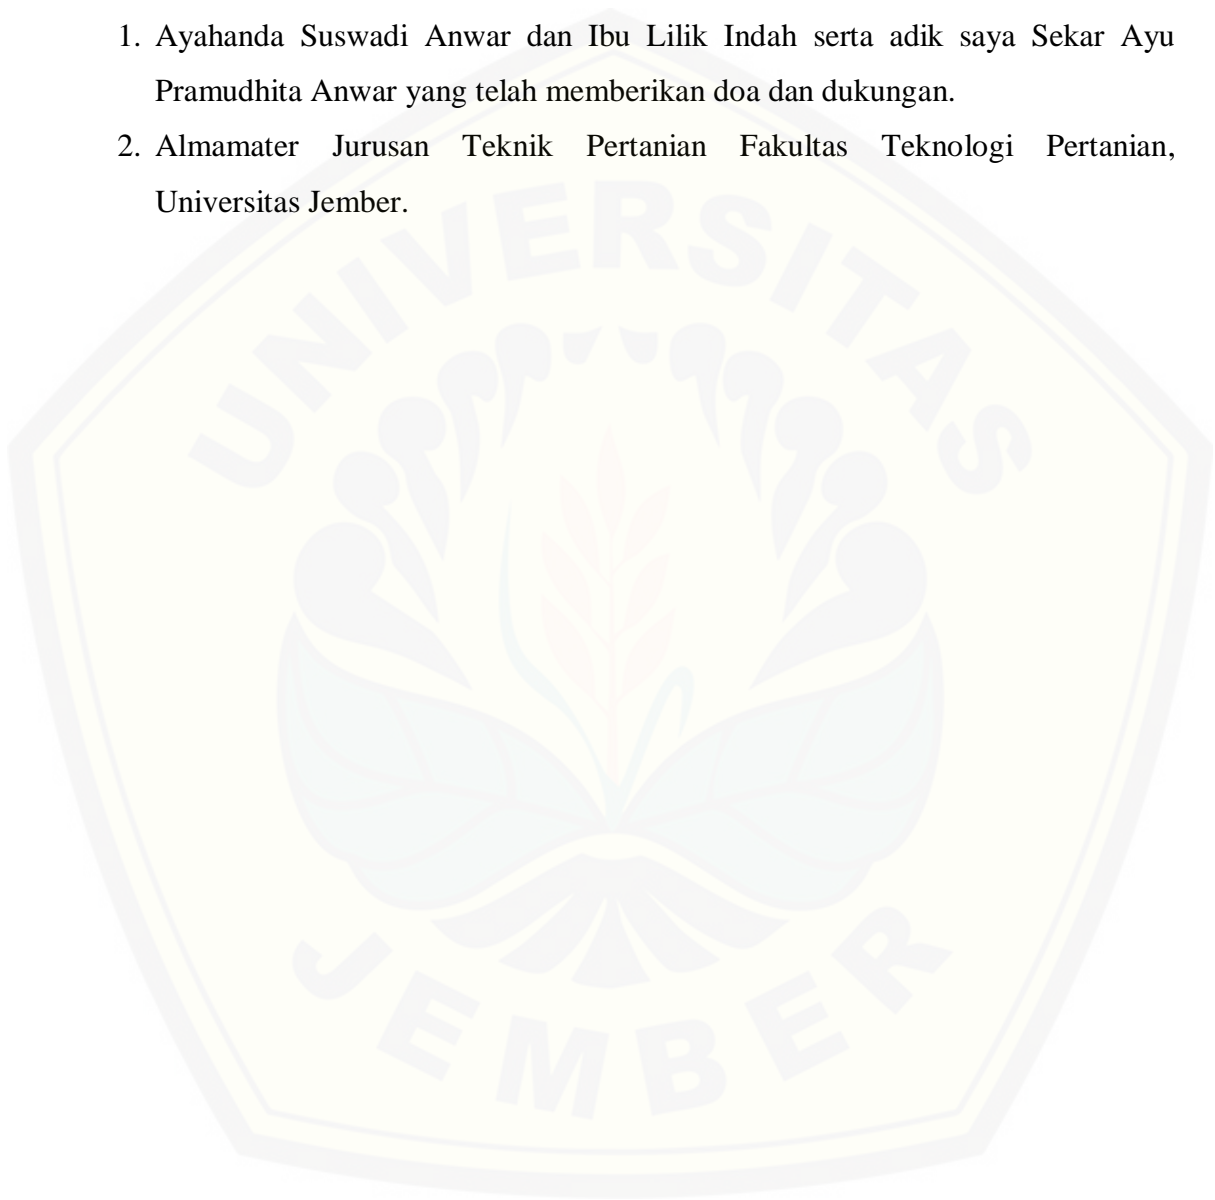 1. Ayahanda Suswadi Anwar dan Ibu Lilik Indah serta adik saya Sekar Ayu
Pramudhita Anwar yang telah memberikan doa dan dukungan.
2. Almamater Jurusan Teknik Pertanian Fakultas Teknologi Pertanian,
Universitas Jember.
UNIVERSITAS
JEMBER